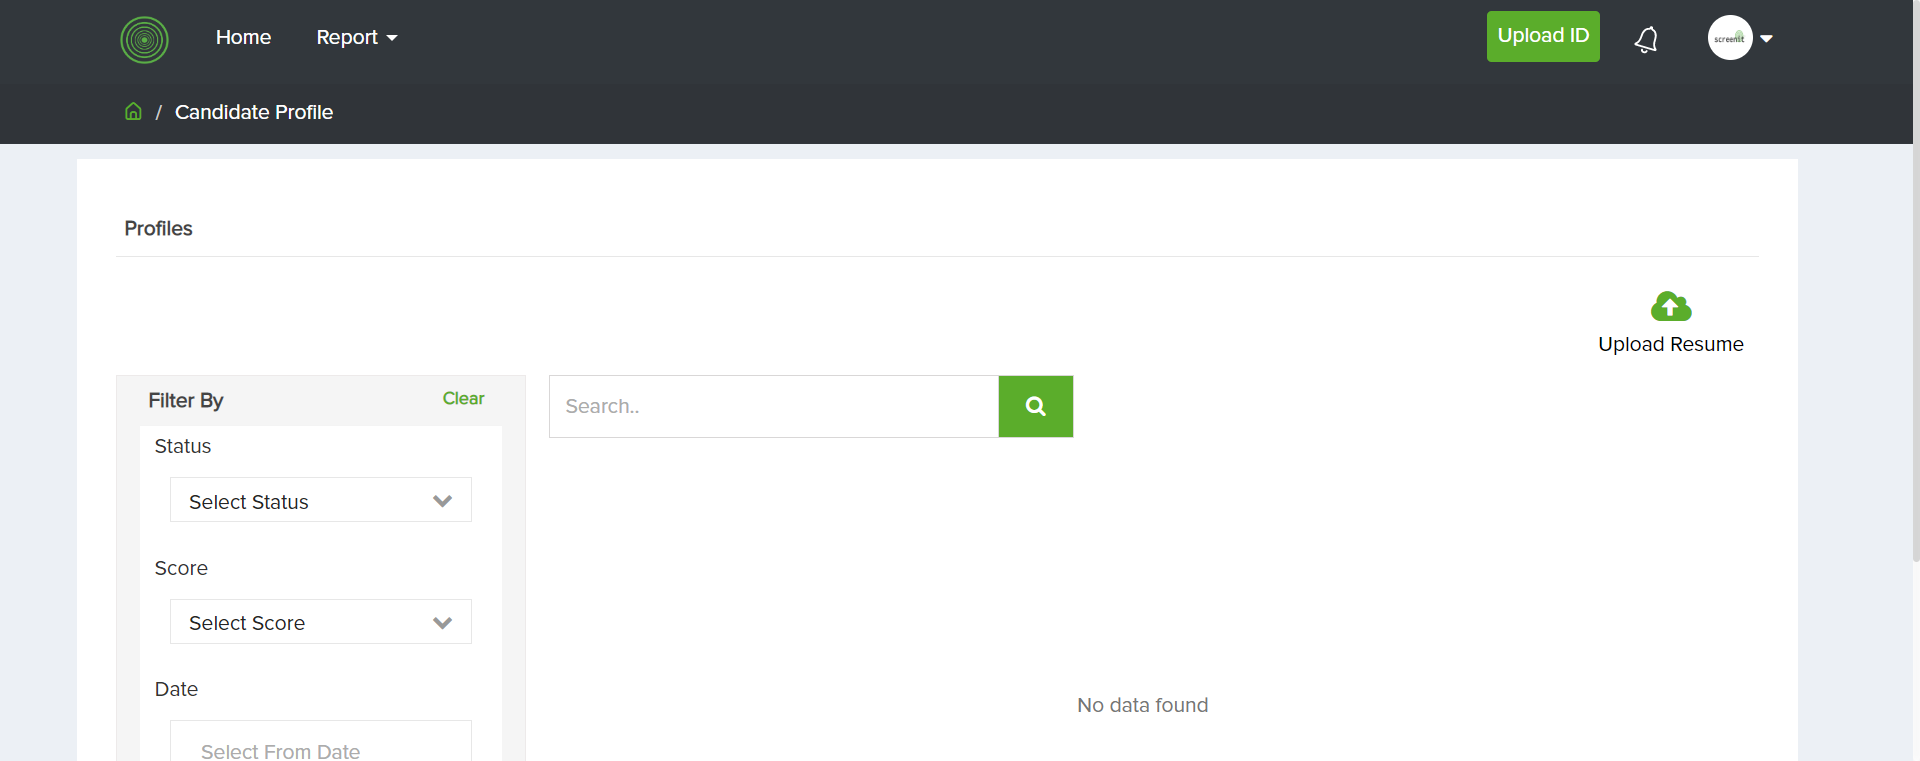 Home
Report
Upload ID
screenit
/ Candidate Profile
Profiles
Upload Resume
Filter By
Clear
Search..
Status
Select Status
Score
Select Score
Date
No data found
Select From Date